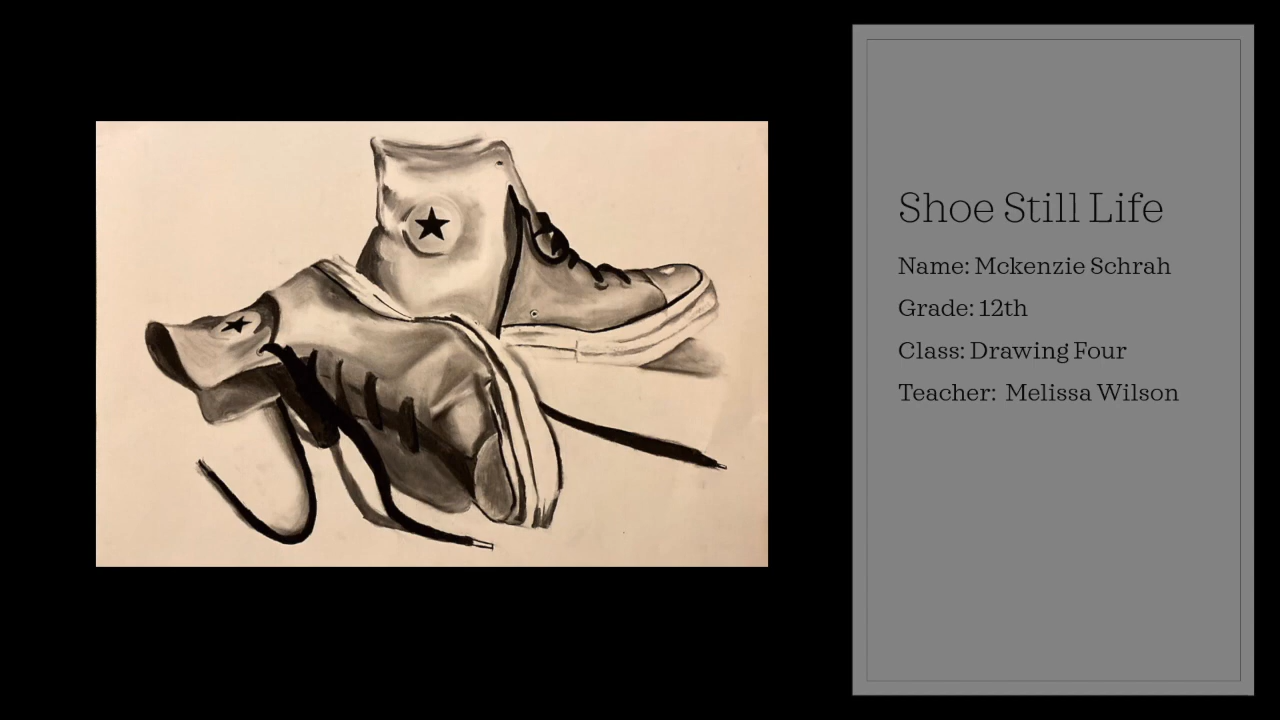 Shoe Still Life
Name: Mckenzie Schrah
Grade: 12th
Class: Drawing Four
Teacher:  Melissa Wilson